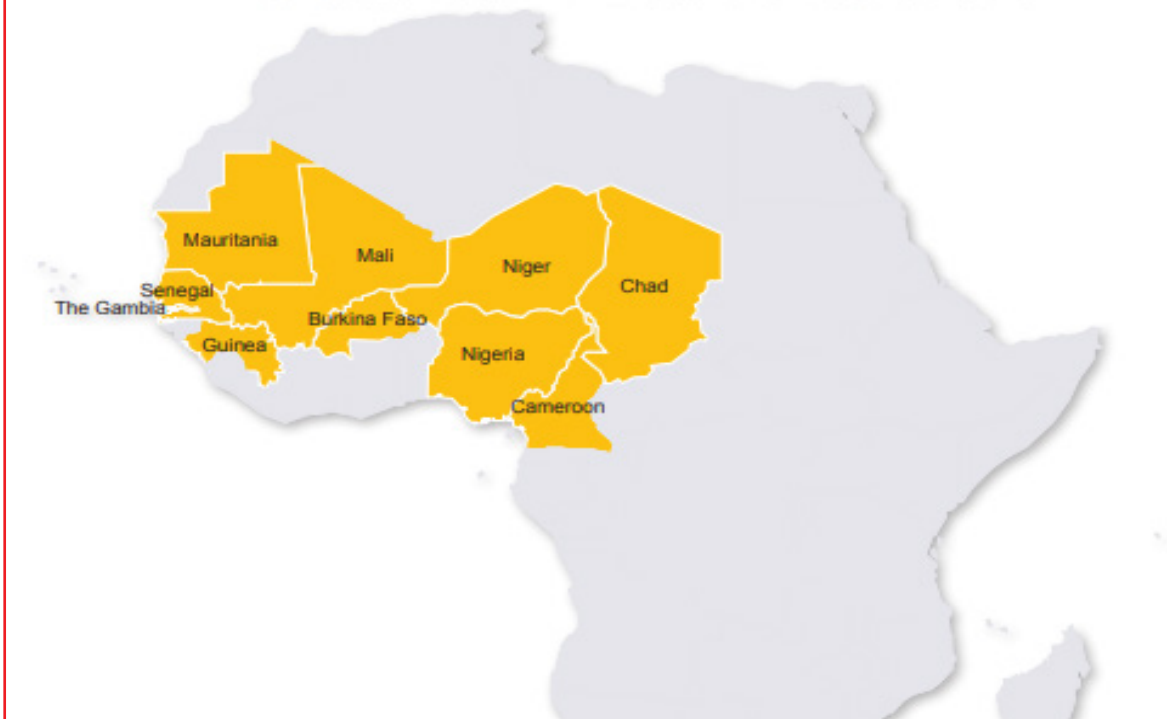 Mauritania
Mali
Niger
Chad
Senegal
The Gambia
Burkina Faso
Guinea
Nigeria
Cameroon